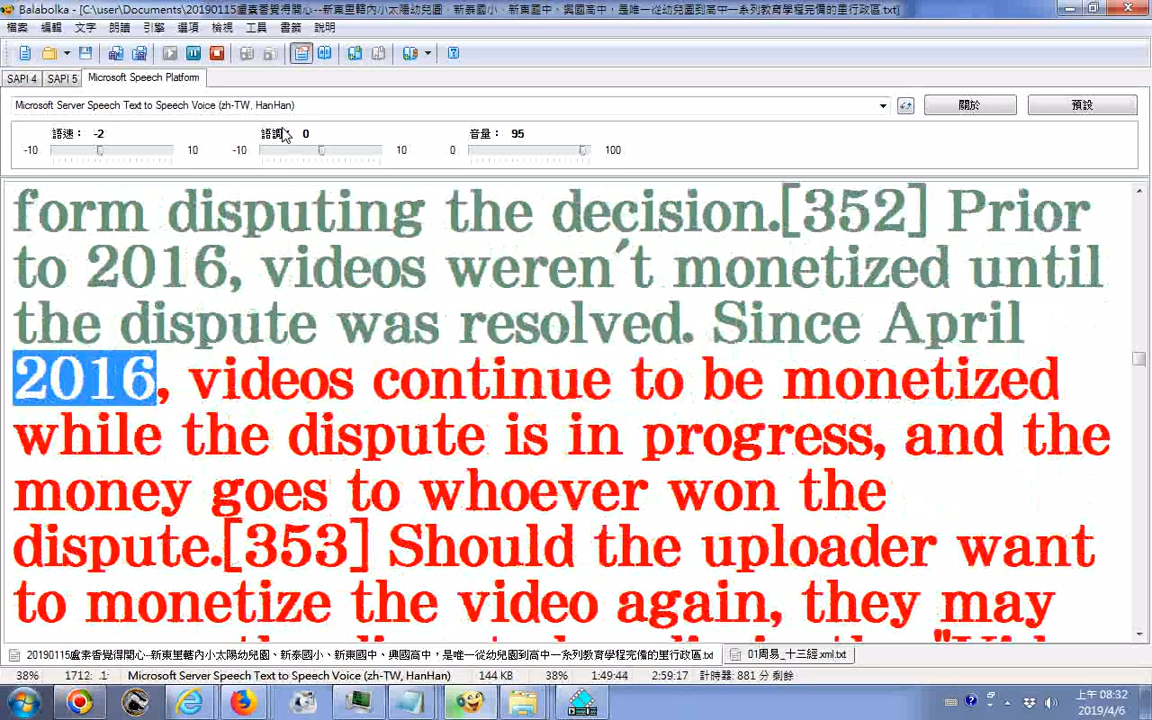 Balabolka - [C:\user\Documents\20190115盧素香覺得開心--新東里轄內小太陽幼兒園、新泰國小、新東國中、興國高中，是唯一從幼兒園到高中一系列教育學程完備的里行政區.txt]
檔案 編輯 文字 朗讀 引擎 選項 檢視 工具 書籤 說明
SAPI 4 SAPI 5 Microsoft Speech Platform
Microsoft Server Speech Text to Speech Voice (zh-TW, HanHan) 關於 預設
語速： -2 語調： 0 音量： 95
-10 10 -10 10 0 100
form disputing the decision.[352] Prior
to 2016, videos weren´t monetized until
the dispute was resolved. Since April
2016, videos continue to be monetized
while the dispute is in progress, and the
money goes to whoever won the
dispute.[353] Should the uploader want
to monetize the video again, they may
20190115盧素香覺得開心--新東里轄內小太陽幼兒園、新泰國小、新東國中、興國高中，是唯一從幼兒園到高中一系列教育學程完備的里行政區.txt 01周易_十三經.xml.txt
38% 1712: 1: Microsoft Server Speech Text to Speech Voice (zh-TW, HanHan) 144 KB 38% 1:49:44 2:59:17 計時器: 881 分 剩餘
上午 08:32
2019/4/6